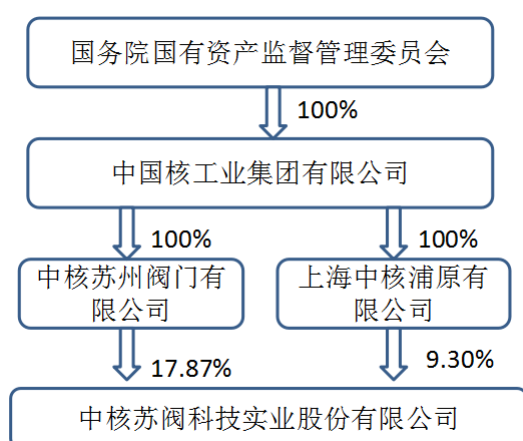 国务院国有资产监督管理委员会
100%
中国核工业集团有限公司
100%
100%
中核苏州阀门有
限公司
上海中核浦原有
限公司
17.87%
9.30%
中核苏阀科技实业股份有限公司